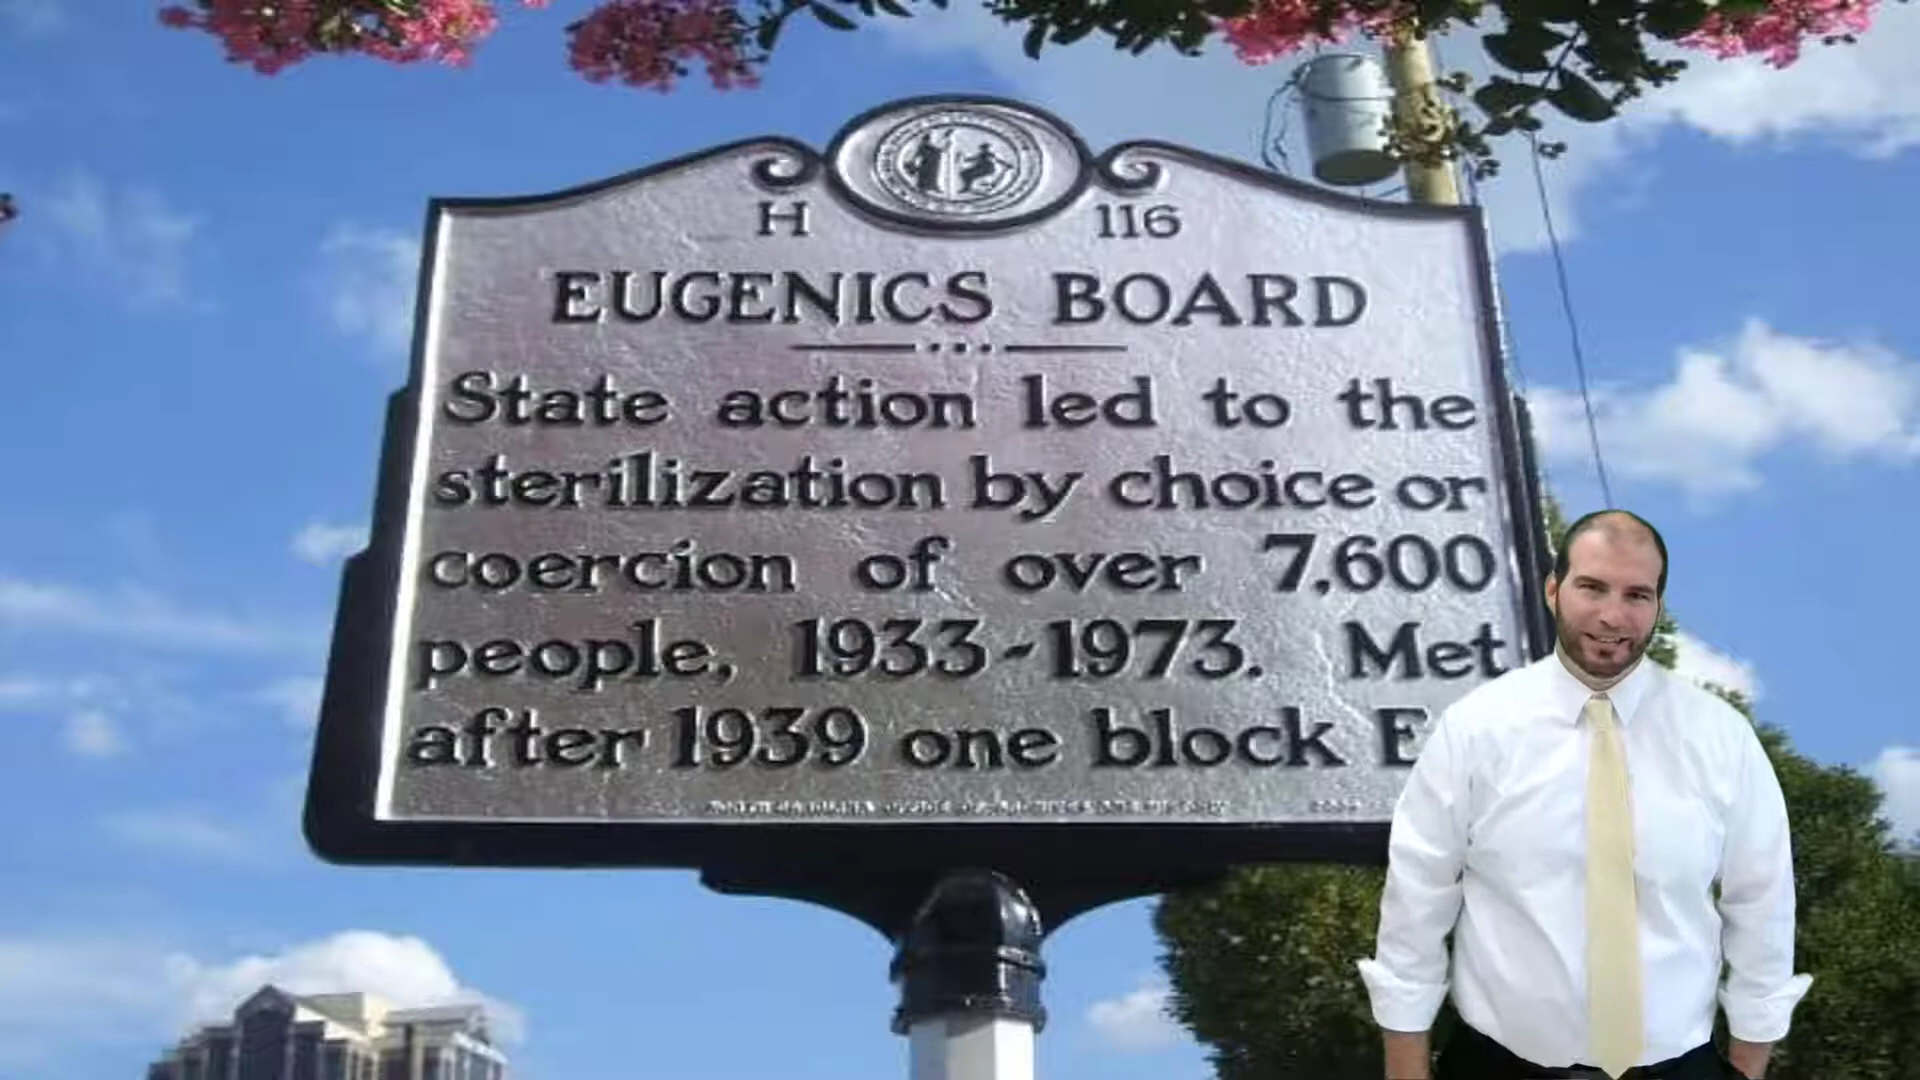 H 116
EUGENICS BOARD
State action led to the
sterilization by choice or
coercion of over 7,600
people, 1933-1973. Met
after 1939 one block E